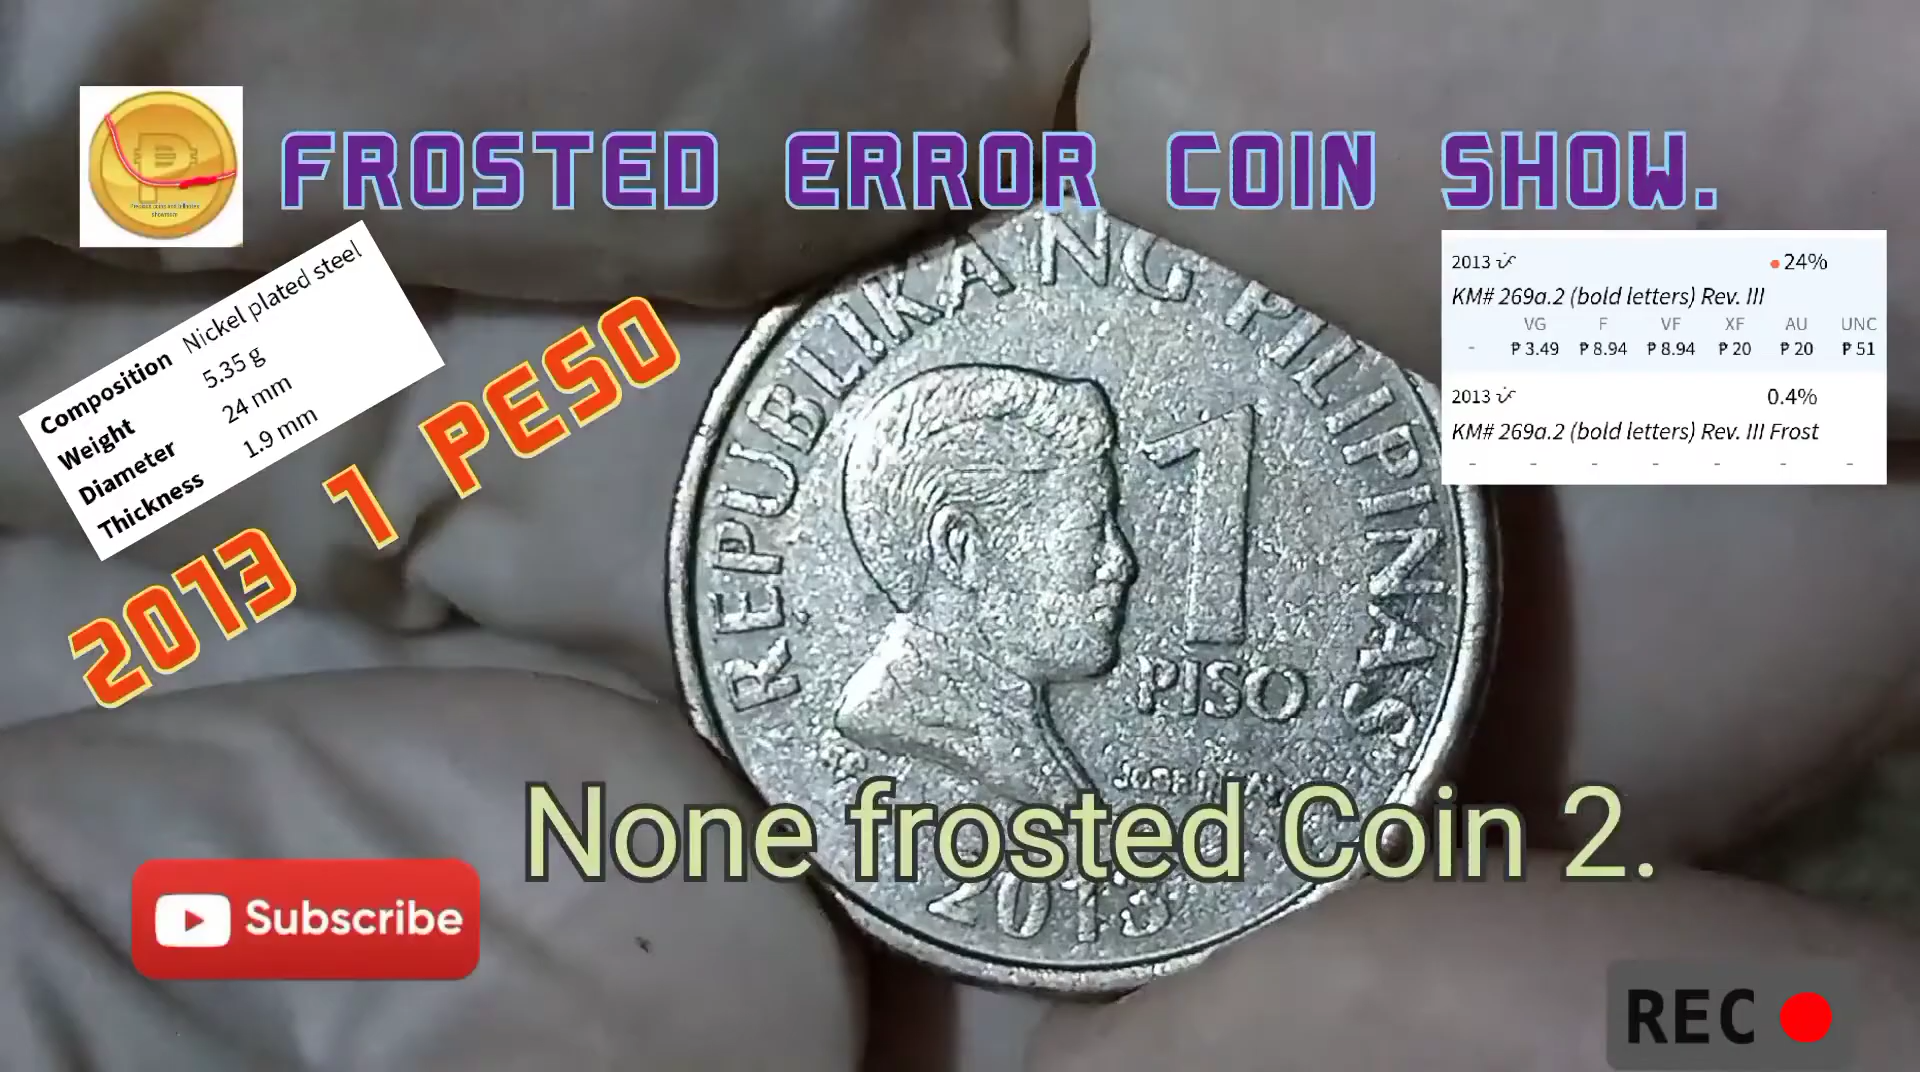 FROSTED ERROR COIN SHOW.
Composition Nickel plated steel
Weight 5.35 g
Diameter 24 mm
Thickness 1.9 mm
2013 1 PESO
2013 24%
KM# 269a.2 (bold letters) Rev. III
VG F VF XF AU UNC
- ₱ 3.49 ₱ 8.94 ₱ 8.94 ₱ 20 ₱ 20 ₱ 51
2013 0.4%
KM# 269a.2 (bold letters) Rev. III Frost
- - - - - - -
REPUBLIKA NG PILIPINAS
1
PISO
None frosted Coin 2.
2013
Subscribe
REC